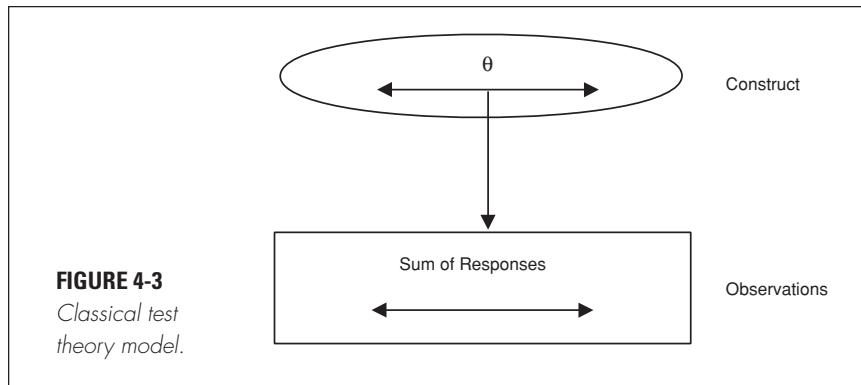 θ
Construct
Sum of Responses
Observations
FIGURE 4-3
Classical test
theory model.